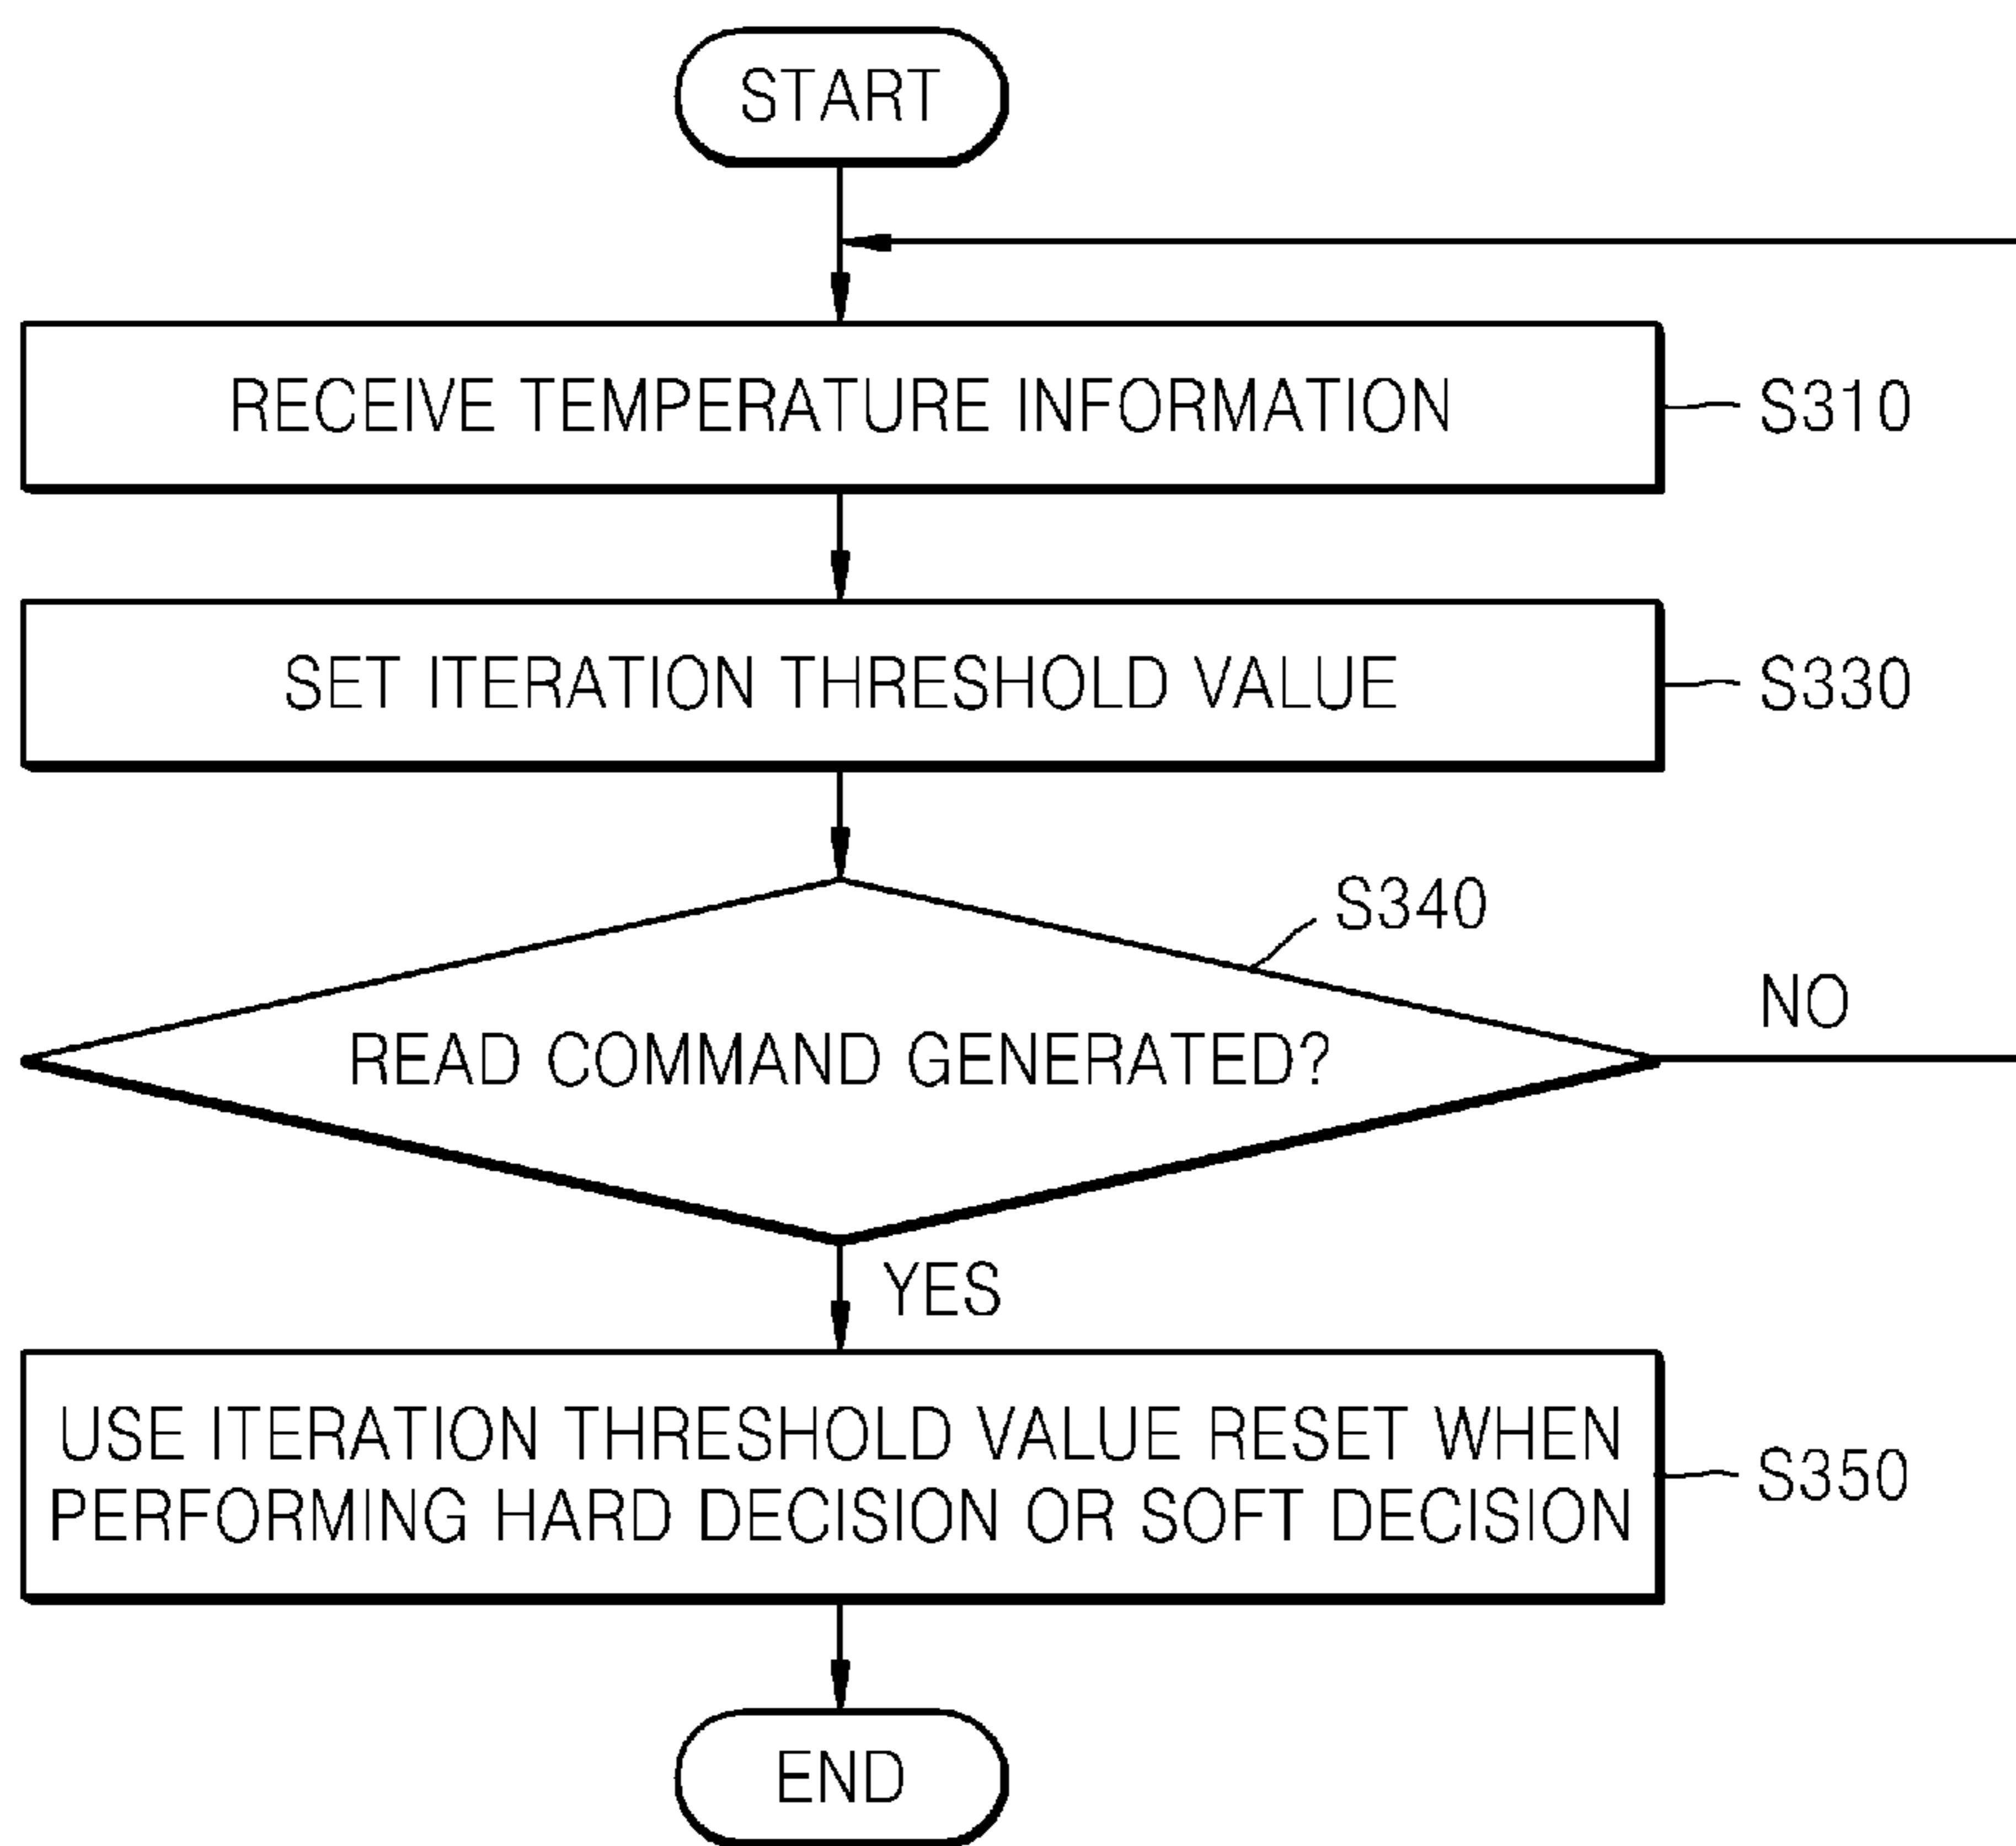 START
RECEIVE TEMPERATURE INFORMATION
S310
SET ITERATION THRESHOLD VALUE
S330
S340
READ COMMAND GENERATED?
NO
YES
USE ITERATION THRESHOLD VALUE RESET WHEN
PERFORMING HARD DECISION OR SOFT DECISION
S350
END